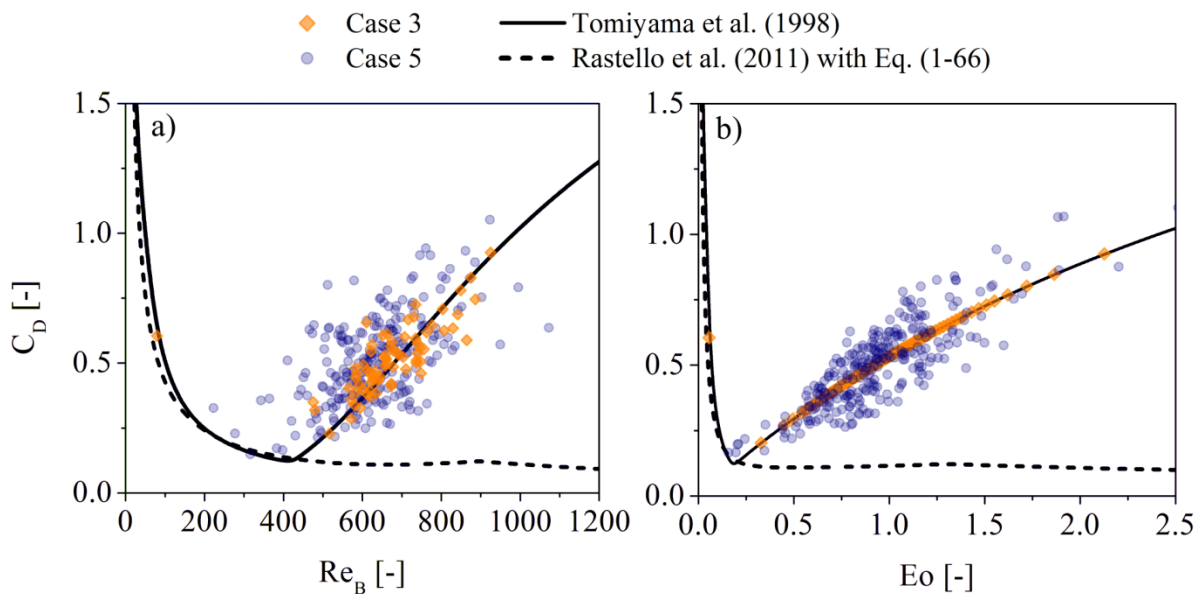 Case 3
Tomiyama et al. (1998)
Case 5
Rastello et al. (2011) with Eq. (1-66)
a)
b)
1.5
1.0
0.5
0.0
C_D [-]
0 200 400 600 800 1000 1200
Re_B [-]
1.5
1.0
0.5
0.0
0.0 0.5 1.0 1.5 2.0 2.5
Eo [-]